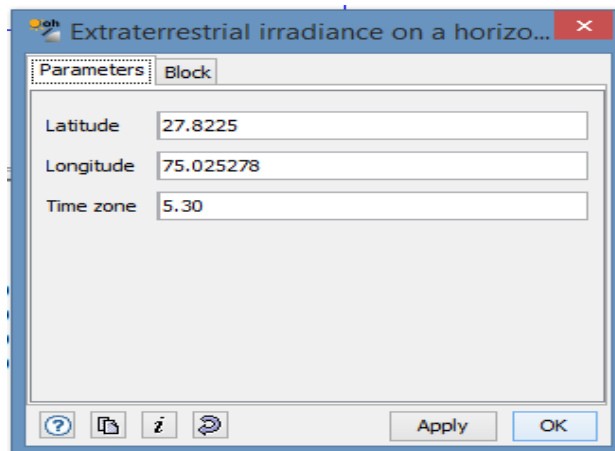 Extraterrestrial irradiance on a horizo...
Parameters Block
Latitude 27.8225
Longitude 75.025278
Time zone 5.30
Apply OK